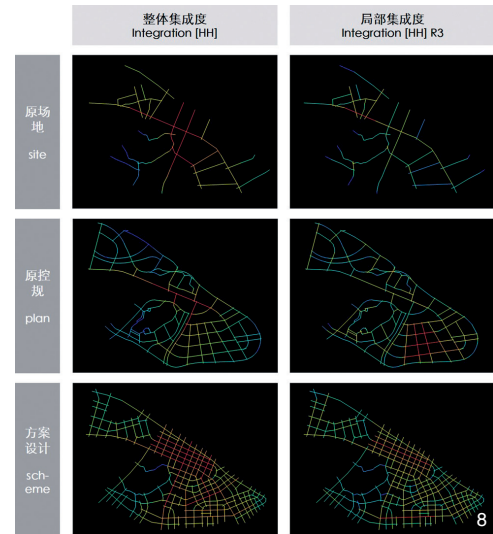 整体集成度
Integration [HH]
局部集成度
Integration [HH] R3
原场
地
site
原控
规
plan
方案
设计
sch-
eme
8